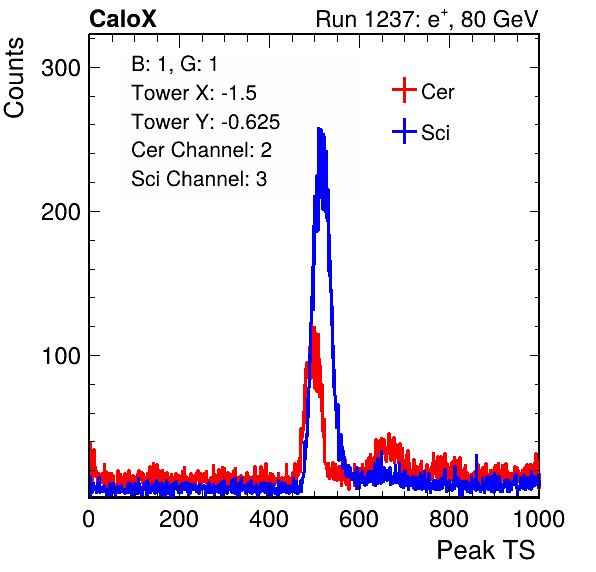 CaloX Run 1237: e⁺, 80 GeV
Counts
B: 1, G: 1
Tower X: -1.5
Tower Y: -0.625
Cer Channel: 2
Sci Channel: 3
Cer
Sci
300
200
100
0 200 400 600 800 1000
Peak TS